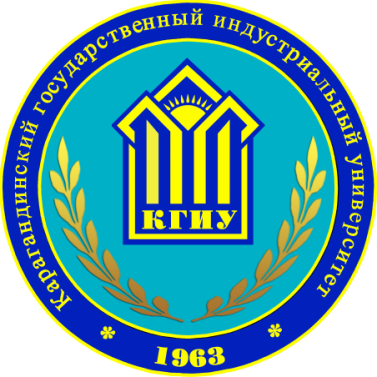 Карагандинский государственный индустриальный университет
КГИУ
* 1963 *